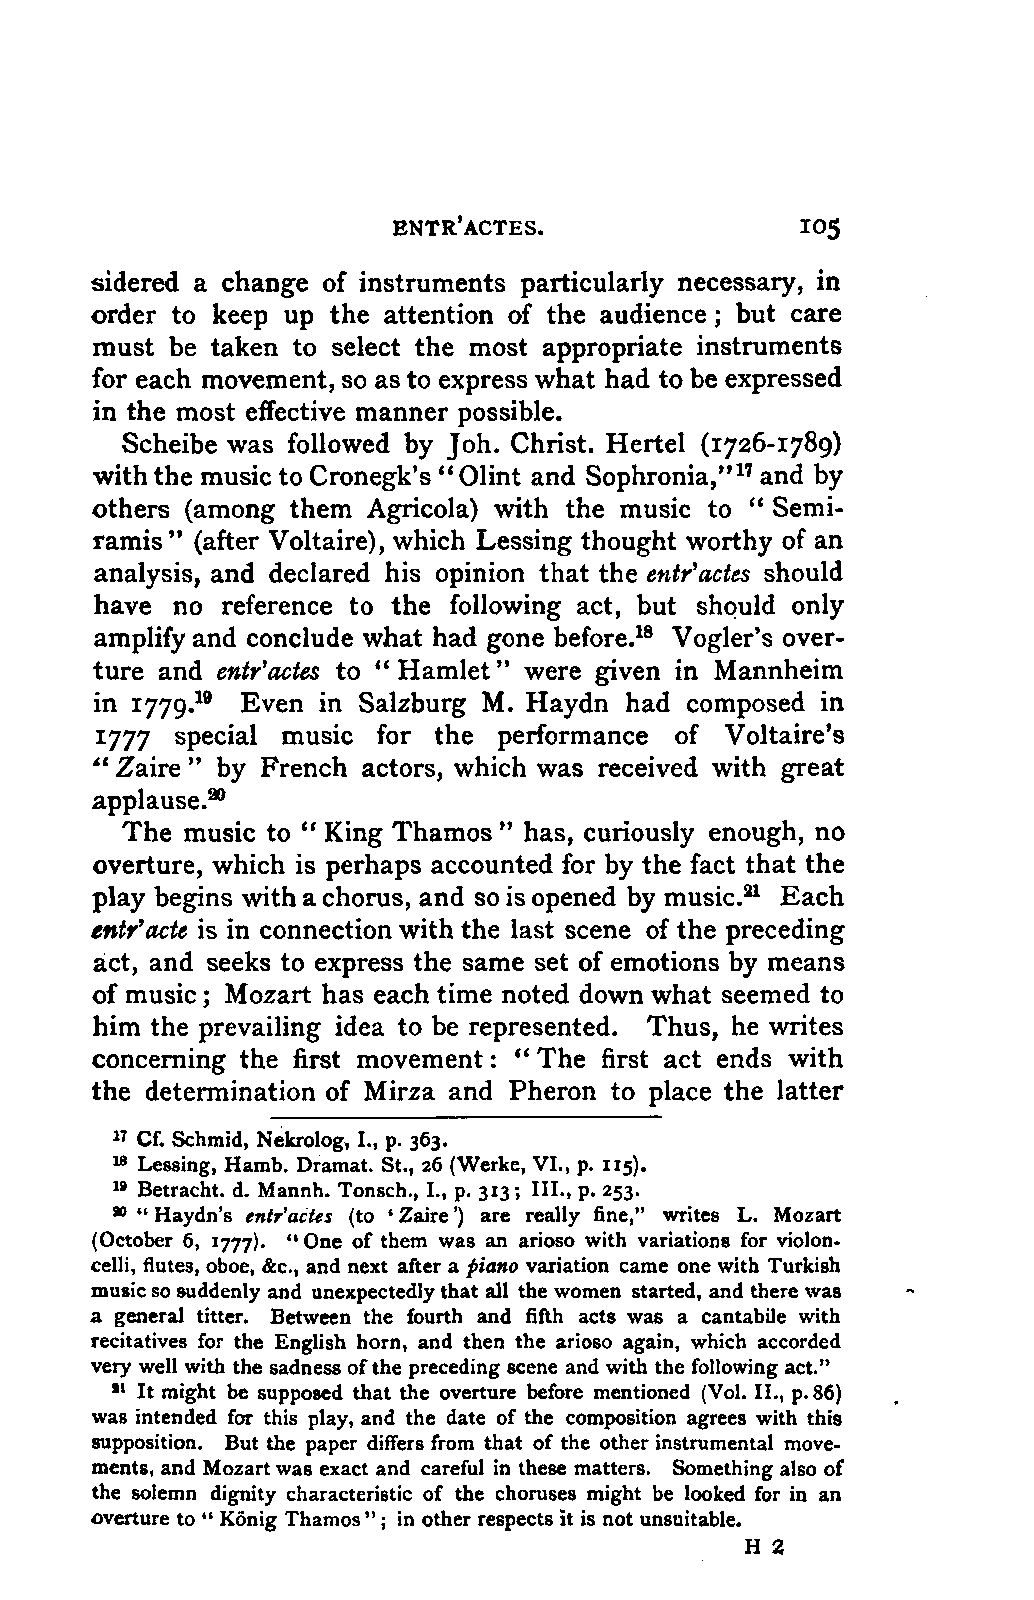 ENTR'ACTES. 105
sidered a change of instruments particularly necessary, in
order to keep up the attention of the audience; but care
must be taken to select the most appropriate instruments
for each movement, so as to express what had to be expressed
in the most effective manner possible.
Scheibe was followed by Joh. Christ. Hertel (1726-1789)
with the music to Cronegk's "Olint and Sophronia,"¹⁷ and by
others (among them Agricola) with the music to "Semi-
ramis" (after Voltaire), which Lessing thought worthy of an
analysis, and declared his opinion that the entr'actes should
have no reference to the following act, but should only
amplify and conclude what had gone before.¹⁸ Vogler's over-
ture and entr'actes to "Hamlet" were given in Mannheim
in 1779.¹⁹ Even in Salzburg M. Haydn had composed in
1777 special music for the performance of Voltaire's
"Zaire" by French actors, which was received with great
applause.²⁰
The music to "King Thamos" has, curiously enough, no
overture, which is perhaps accounted for by the fact that the
play begins with a chorus, and so is opened by music.²¹ Each
entr'acte is in connection with the last scene of the preceding
act, and seeks to express the same set of emotions by means
of music; Mozart has each time noted down what seemed to
him the prevailing idea to be represented. Thus, he writes
concerning the first movement: "The first act ends with
the determination of Mirza and Pheron to place the latter
¹⁷ Cf. Schmid, Nekrolog, I., p. 363.
¹⁸ Lessing, Hamb. Dramat. St., 26 (Werke, VI., p. 115).
¹⁹ Betracht. d. Mannh. Tonsch., I., p. 313; III., p. 253.
²⁰ "Haydn's entr'actes (to 'Zaire') are really fine," writes L. Mozart
(October 6, 1777). "One of them was an arioso with variations for violon-
celli, flutes, oboe, &c., and next after a piano variation came one with Turkish
music so suddenly and unexpectedly that all the women started, and there was
a general titter. Between the fourth and fifth acts was a cantabile with
recitatives for the English horn, and then the arioso again, which accorded
very well with the sadness of the preceding scene and with the following act."
²¹ It might be supposed that the overture before mentioned (Vol. II., p. 86)
was intended for this play, and the date of the composition agrees with this
supposition. But the paper differs from that of the other instrumental move-
ments, and Mozart was exact and careful in these matters. Something also of
the solemn dignity characteristic of the choruses might be looked for in an
overture to "König Thamos"; in other respects it is not unsuitable.
H 2